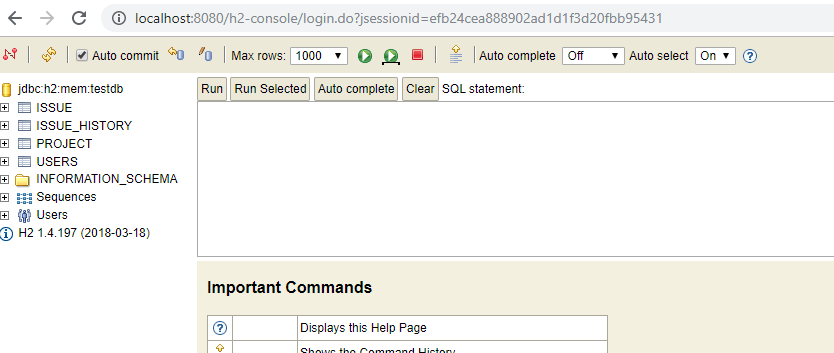 localhost:8080/h2-console/login.do?jsessionid=efb24cea888902ad1d1f3d20fbb95431
Auto commit Max rows: 1000 Auto complete Off Auto select On
jdbc:h2:mem:testdb
ISSUE
ISSUE_HISTORY
PROJECT
USERS
INFORMATION_SCHEMA
Sequences
Users
H2 1.4.197 (2018-03-18)
Run Run Selected Auto complete Clear SQL statement:
Important Commands
Displays this Help Page
Shows the Command History